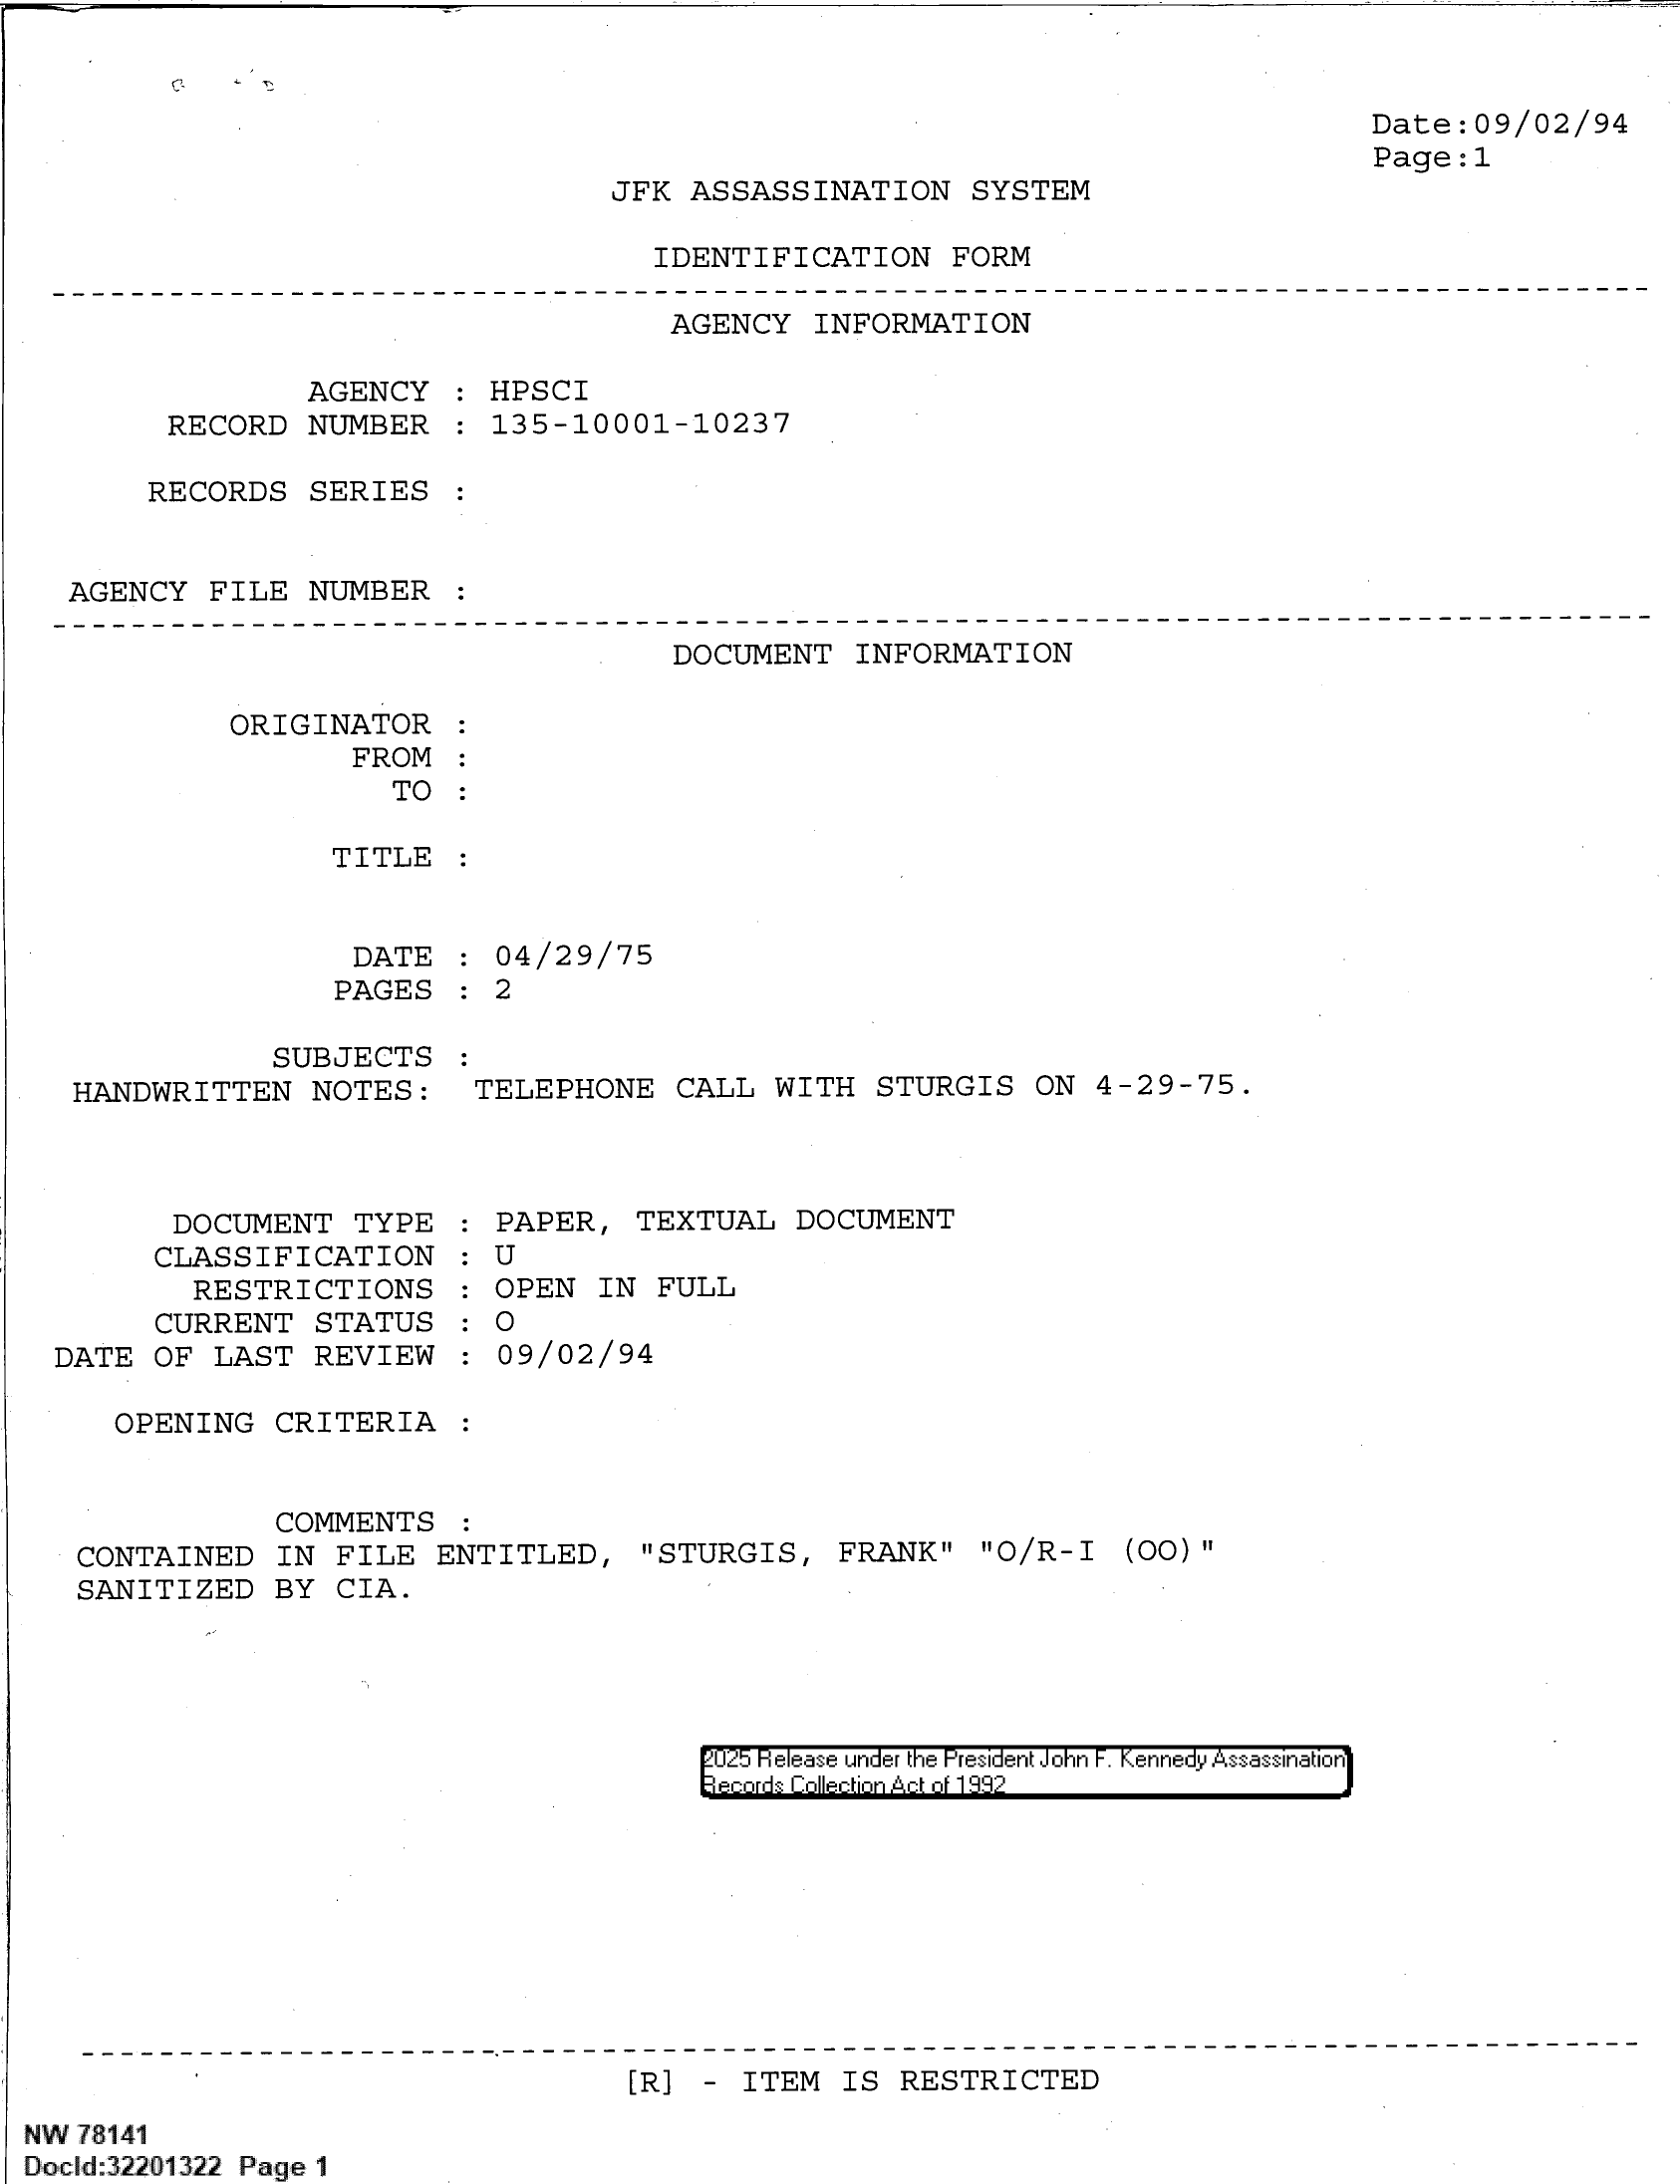 Date:09/02/94
Page:1
JFK ASSASSINATION SYSTEM
IDENTIFICATION FORM
--------------------------------------------------------------------------------
AGENCY INFORMATION
AGENCY : HPSCI
RECORD NUMBER : 135-10001-10237
RECORDS SERIES :
AGENCY FILE NUMBER :
--------------------------------------------------------------------------------
DOCUMENT INFORMATION
ORIGINATOR :
FROM :
TO :
TITLE :
DATE : 04/29/75
PAGES : 2
SUBJECTS :
HANDWRITTEN NOTES: TELEPHONE CALL WITH STURGIS ON 4-29-75.
DOCUMENT TYPE : PAPER, TEXTUAL DOCUMENT
CLASSIFICATION : U
RESTRICTIONS : OPEN IN FULL
CURRENT STATUS : O
DATE OF LAST REVIEW : 09/02/94
OPENING CRITERIA :
COMMENTS :
CONTAINED IN FILE ENTITLED, "STURGIS, FRANK" "O/R-I (OO)"
SANITIZED BY CIA.
2025 Release under the President John F. Kennedy Assassination
Records Collection Act of 1992
--------------------------------------------------------------------------------
[R] - ITEM IS RESTRICTED
NW 78141
DocId:32201322 Page 1